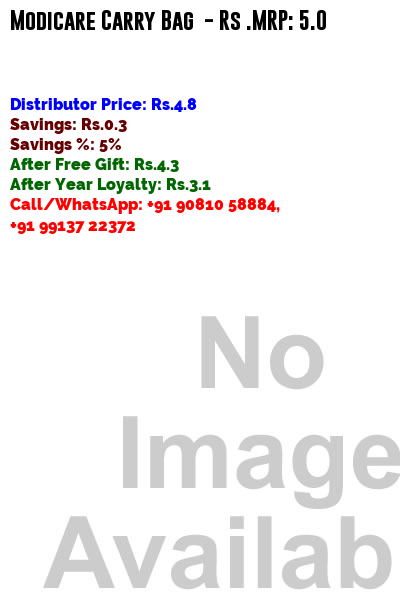 Modicare Carry Bag - Rs .MRP: 5.0
Distributor Price: Rs.4.8
Savings: Rs.0.3
Savings %: 5%
After Free Gift: Rs.4.3
After Year Loyalty: Rs.3.1
Call/WhatsApp: +91 90810 58884,
+91 99137 22372
No
Image
Availab